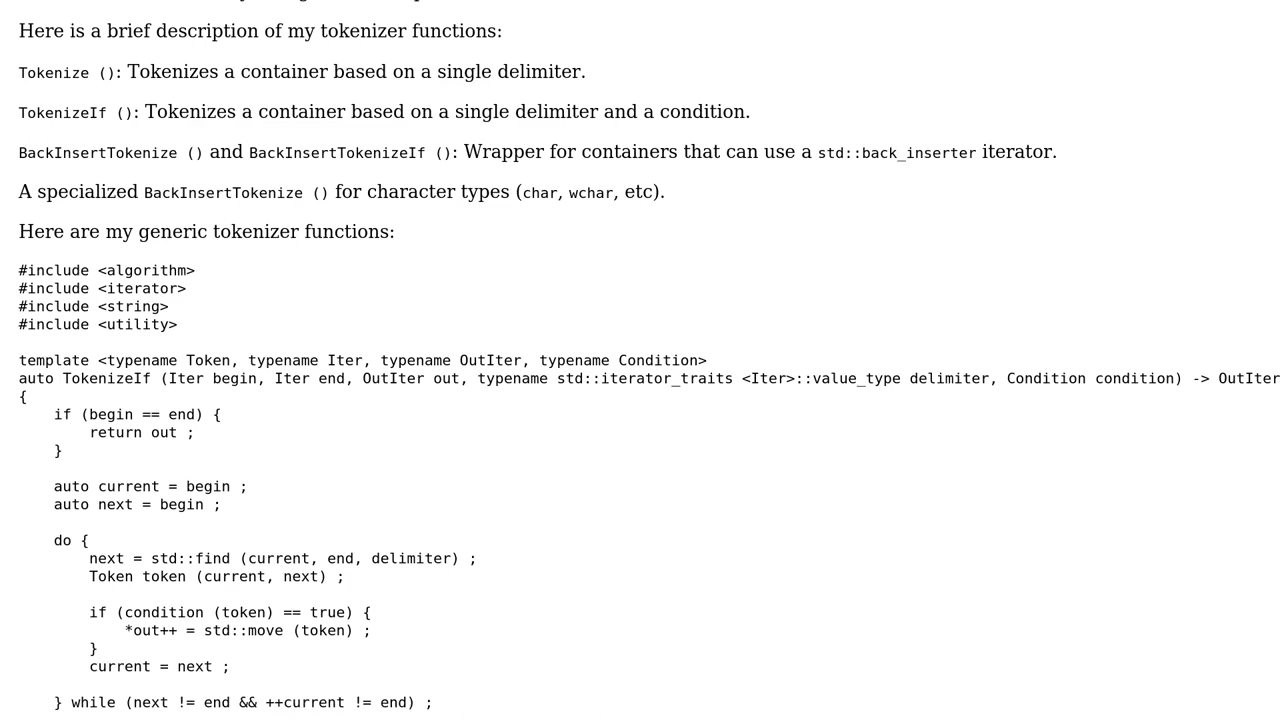 Here is a brief description of my tokenizer functions:
Tokenize (): Tokenizes a container based on a single delimiter.
TokenizeIf (): Tokenizes a container based on a single delimiter and a condition.
BackInsertTokenize () and BackInsertTokenizeIf (): Wrapper for containers that can use a std::back_inserter iterator.
A specialized BackInsertTokenize () for character types (char, wchar, etc).
Here are my generic tokenizer functions:
#include <algorithm>
#include <iterator>
#include <string>
#include <utility>
template <typename Token, typename Iter, typename OutIter, typename Condition>
auto TokenizeIf (Iter begin, Iter end, OutIter out, typename std::iterator_traits <Iter>::value_type delimiter, Condition condition) -> OutIter
{
    if (begin == end) {
        return out ;
    }
    auto current = begin ;
    auto next = begin ;
    do {
        next = std::find (current, end, delimiter) ;
        Token token (current, next) ;
        if (condition (token) == true) {
            *out++ = std::move (token) ;
        }
        current = next ;
    } while (next != end && ++current != end) ;